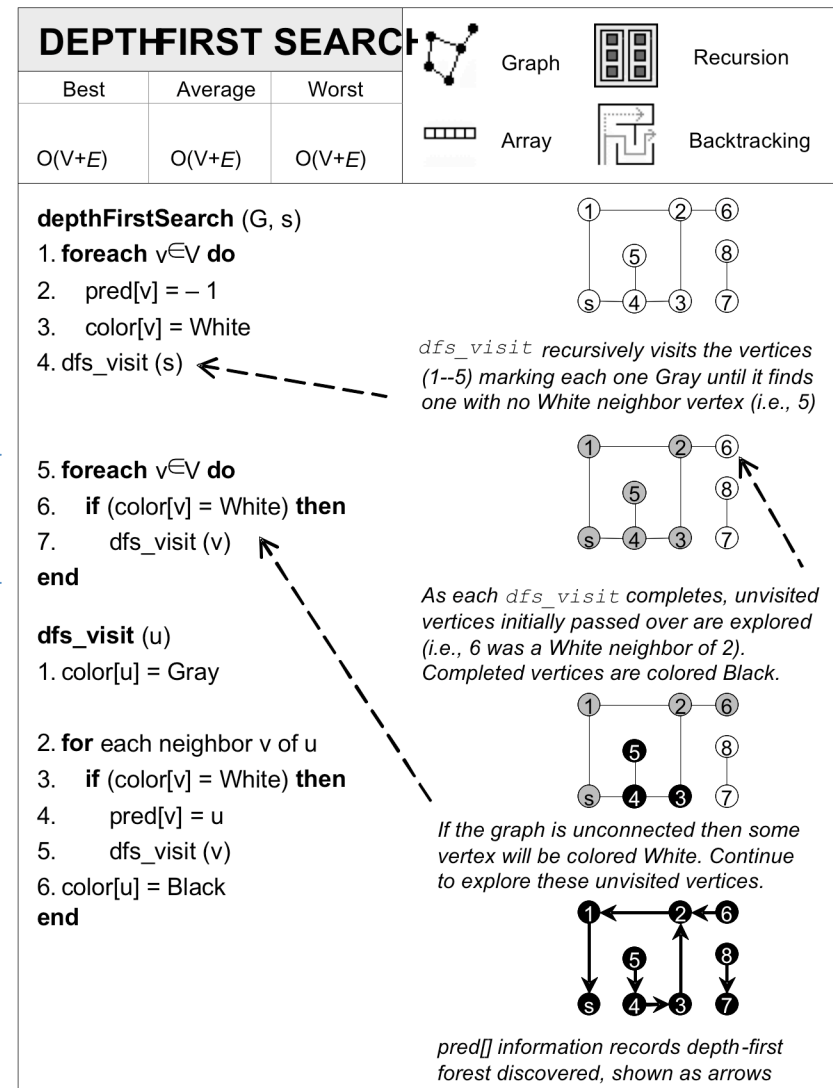 DEPTHFIRST SEARCH
Best Average Worst
O(V+E) O(V+E) O(V+E)
Graph Recursion
Array Backtracking
depthFirstSearch (G, s)
1. foreach v∈V do
2. pred[v] = – 1
3. color[v] = White
4. dfs_visit (s)
5. foreach v∈V do
6. if (color[v] = White) then
7. dfs_visit (v)
end
dfs_visit (u)
1. color[u] = Gray
2. for each neighbor v of u
3. if (color[v] = White) then
4. pred[v] = u
5. dfs_visit (v)
6. color[u] = Black
end
1 2 6
5 8
s 4 3 7
dfs_visit recursively visits the vertices
(1--5) marking each one Gray until it finds
one with no White neighbor vertex (i.e., 5)
1 2 6
5 8
s 4 3 7
As each dfs_visit completes, unvisited
vertices initially passed over are explored
(i.e., 6 was a White neighbor of 2).
Completed vertices are colored Black.
1 2 6
5 8
s 4 3 7
If the graph is unconnected then some
vertex will be colored White. Continue
to explore these unvisited vertices.
1 2 6
5 8
s 4 3 7
pred[] information records depth-first
forest discovered, shown as arrows